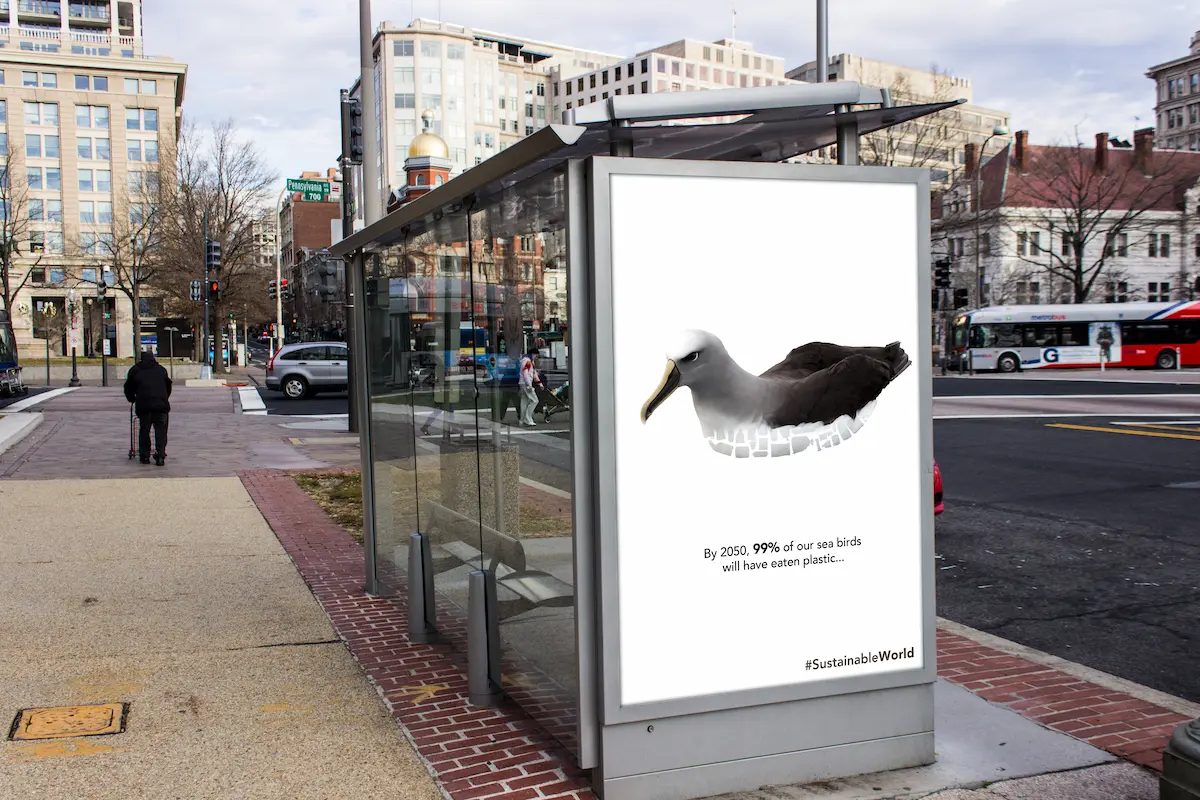 Pennsylvania
700
metrobus
G
By 2050, 99% of our sea birds
will have eaten plastic...
#SustainableWorld